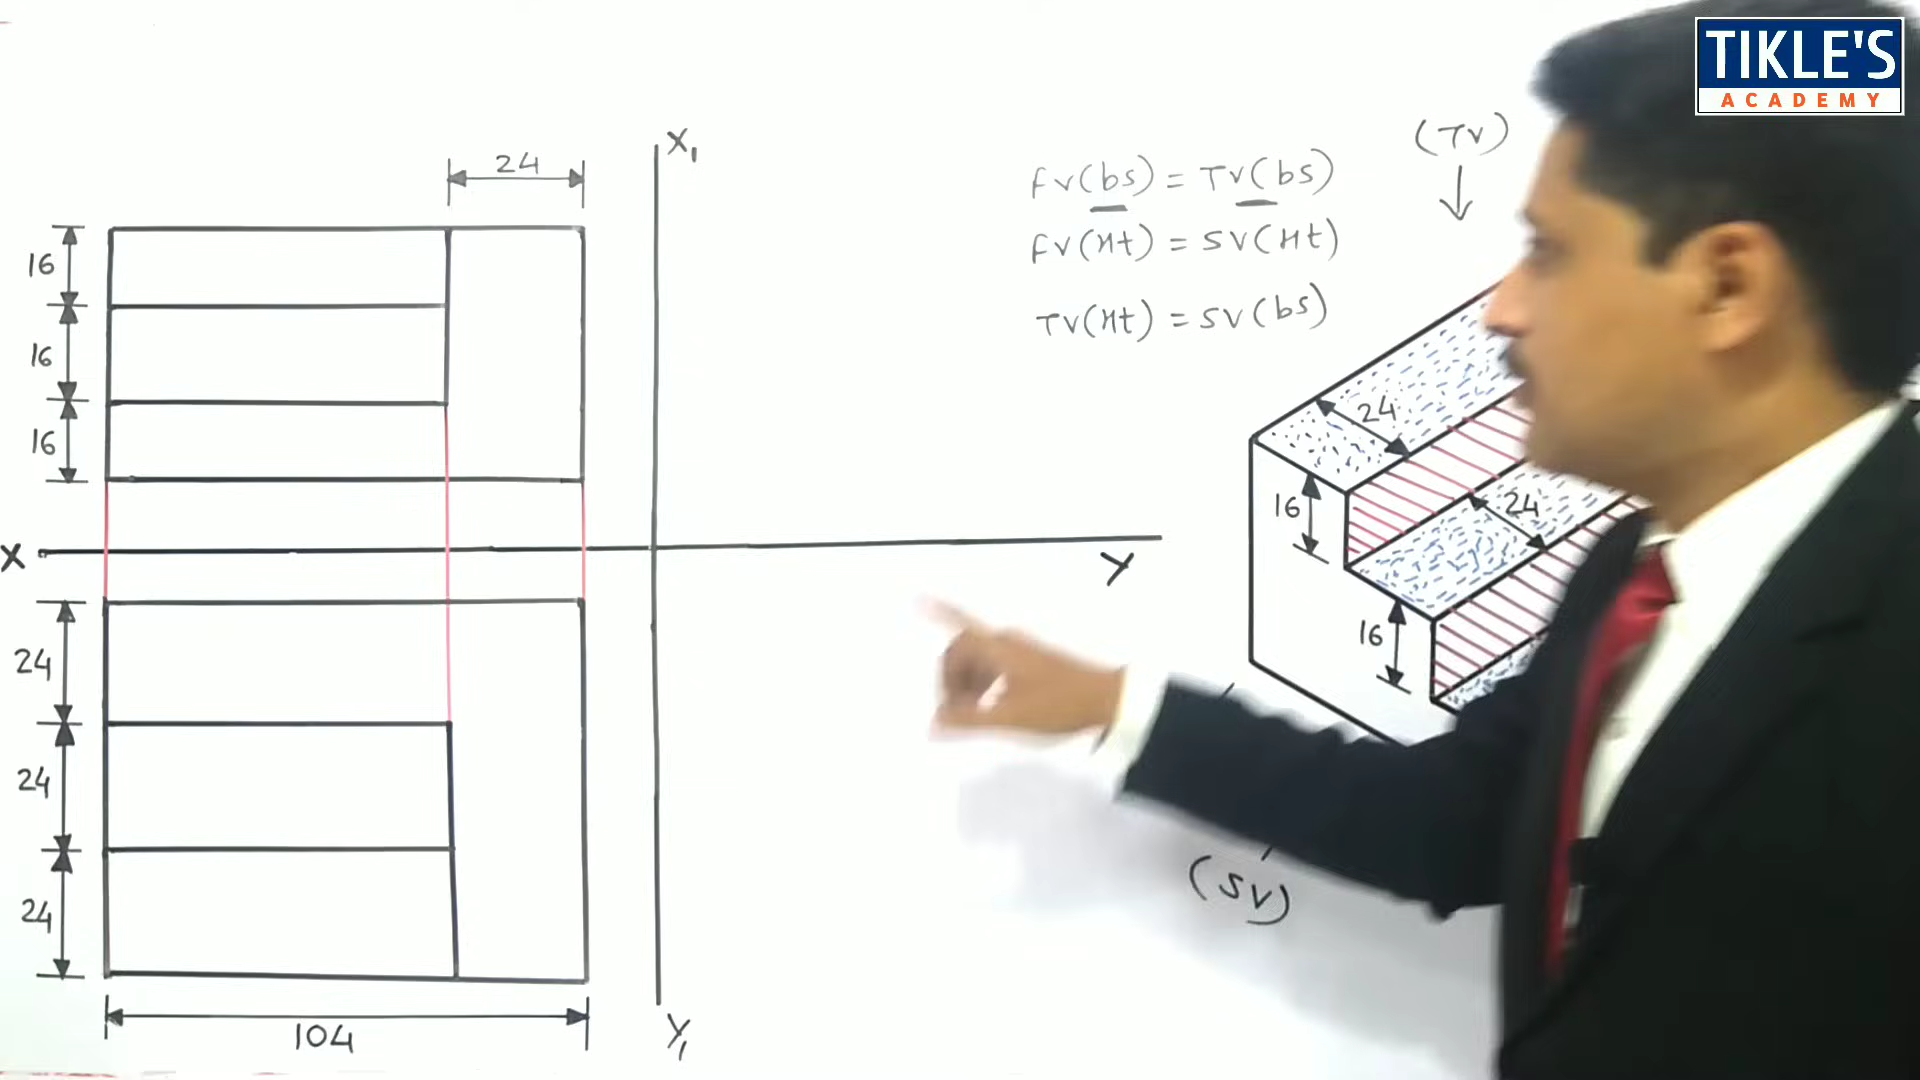 TIKLE'S
ACADEMY
X₁
24
FV(bs) = TV(bs)
(TV)
FV(Ht) = SV(Ht)
TV(Ht) = SV(bs)
16
16
16
24
24
16
16
X
Y
24
24
24
(SV)
104
Y₁